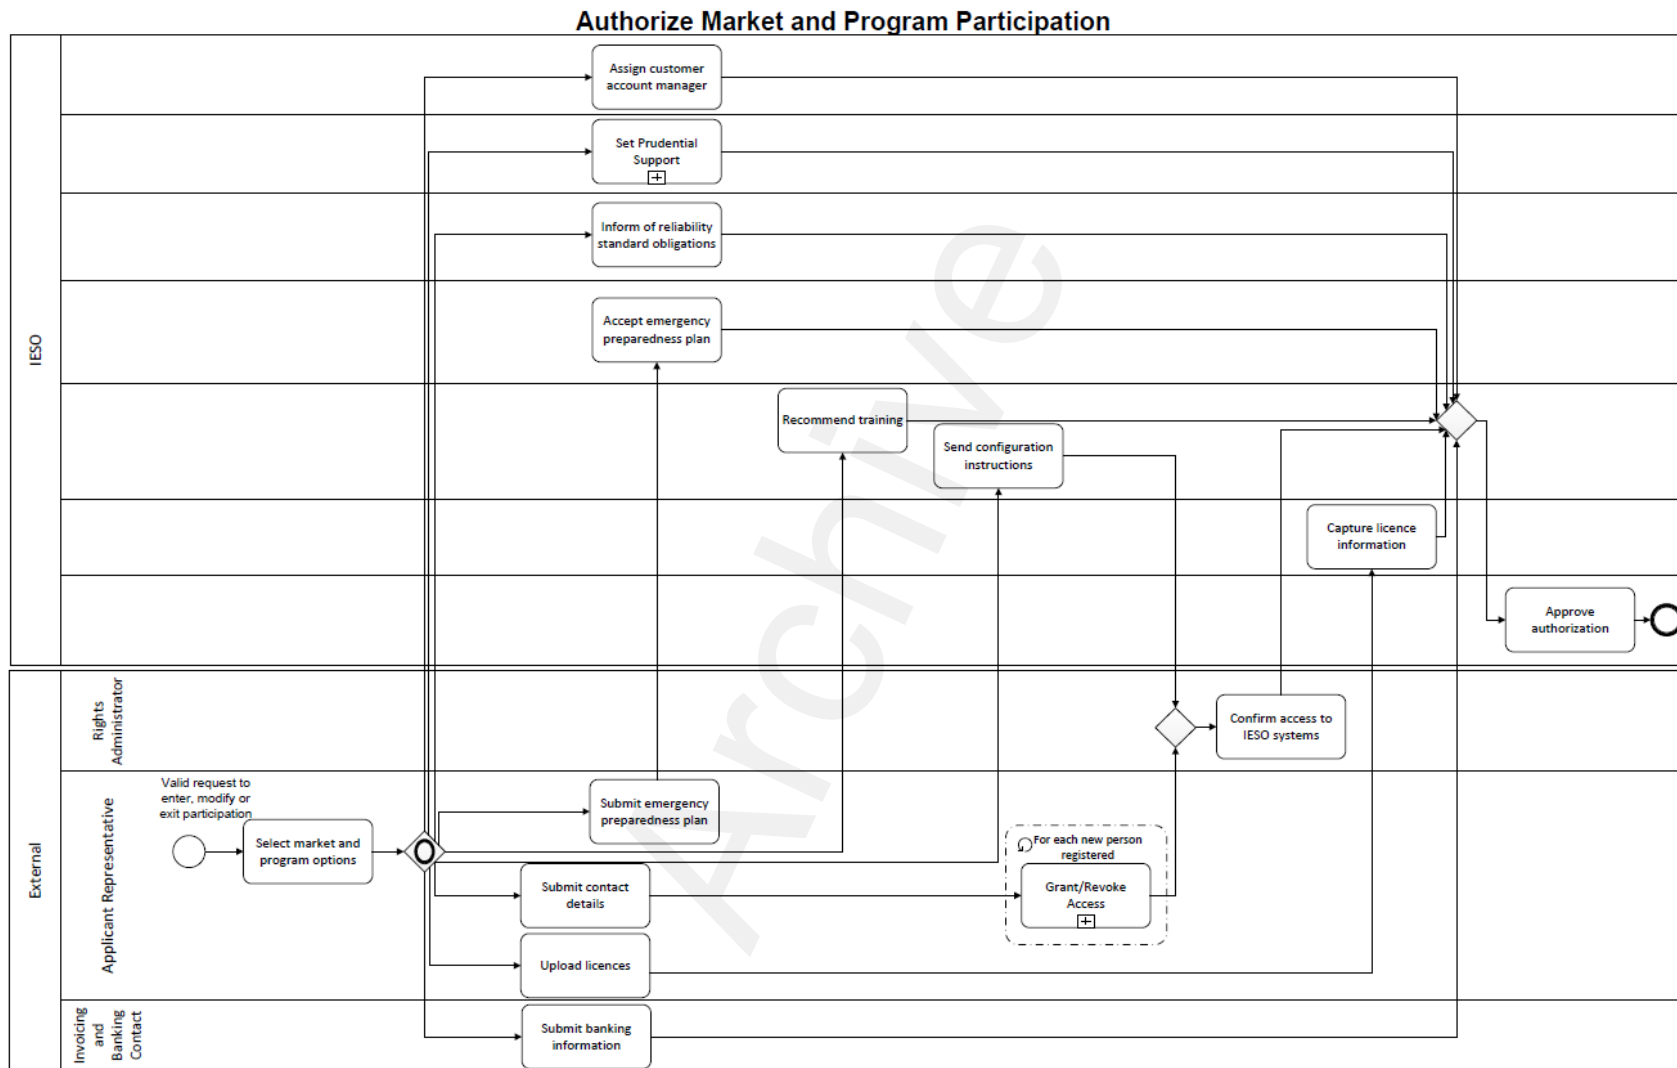 Authorize Market and Program Participation
IESO
Assign customer
account manager
Set Prudential
Support
Inform of reliability
standard obligations
Accept emergency
preparedness plan
Recommend training
Send configuration
instructions
Capture licence
information
Approve
authorization
Archive
External
Rights
Administrator
Confirm access to
IESO systems
Applicant Representative
Valid request to
enter, modify or
exit participation
Select market and
program options
Submit emergency
preparedness plan
For each new person
registered
Submit contact
details
Grant/Revoke
Access
Upload licences
Invoicing
and
Banking
Contact
Submit banking
information